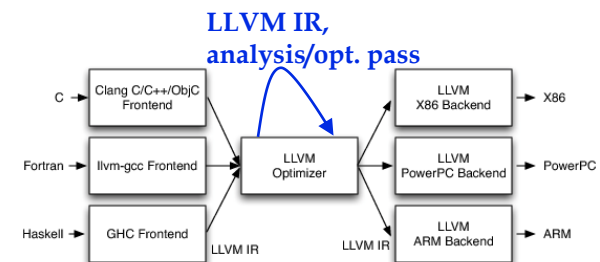 LLVM IR,
analysis/opt. pass
C
Clang C/C++/ObjC
Frontend
LLVM
X86 Backend
X86
Fortran
llvm-gcc Frontend
LLVM
Optimizer
LLVM
PowerPC Backend
PowerPC
Haskell
GHC Frontend
LLVM IR
LLVM IR
LLVM
ARM Backend
ARM